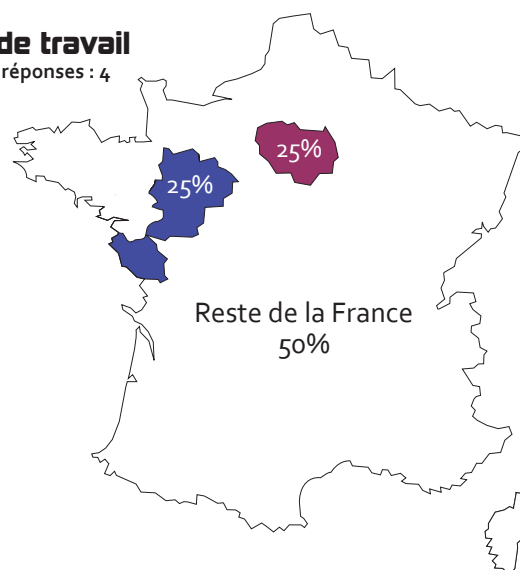 de travail
réponses : 4
25%
25%
Reste de la France
50%